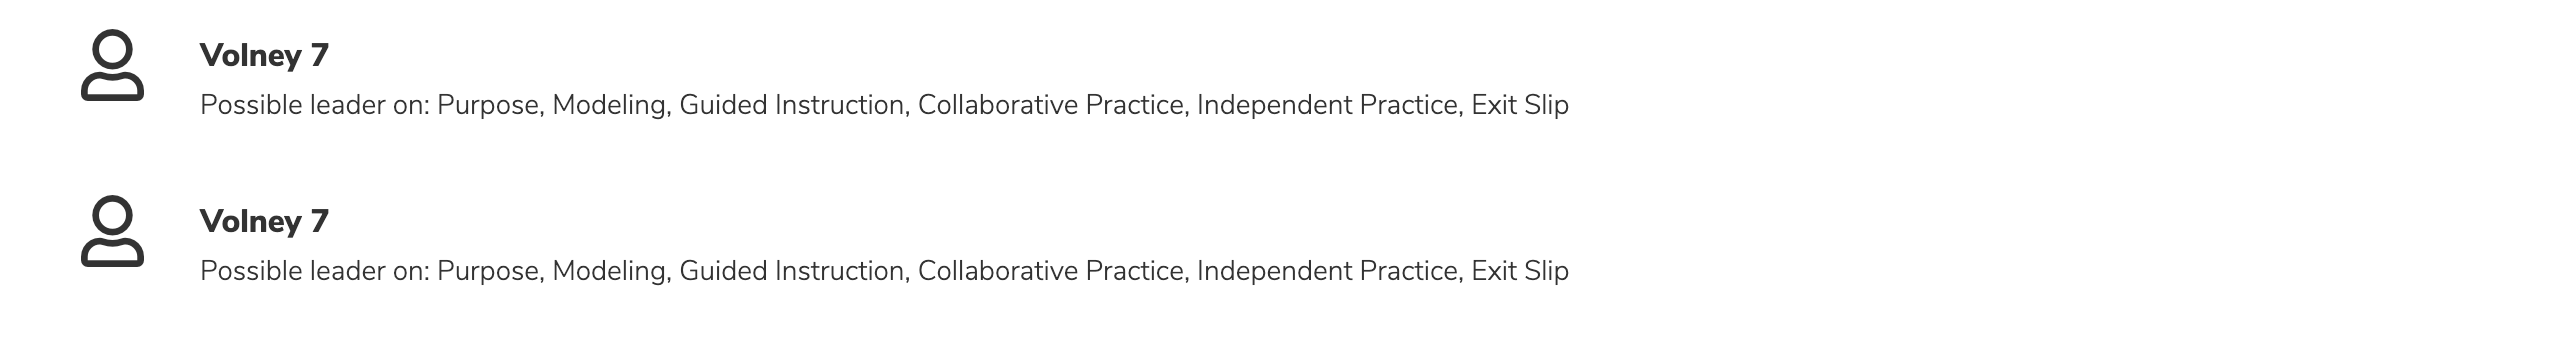 Volney 7
Possible leader on: Purpose, Modeling, Guided Instruction, Collaborative Practice, Independent Practice, Exit Slip
Volney 7
Possible leader on: Purpose, Modeling, Guided Instruction, Collaborative Practice, Independent Practice, Exit Slip